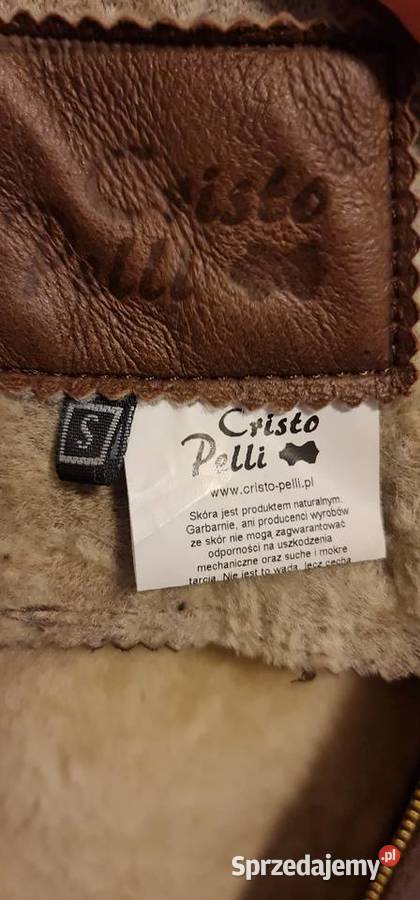 Cristo
Pelli
S
Cristo
Pelli
www.cristo-pelli.pl
Skóra jest produktem naturalnym.
Garbarnie, ani producenci wyrobów
ze skór nie mogą zagwarantować
odporności na uszkodzenia
mechaniczne oraz suche i mokre
tarcia. Nie jest to wada, lecz cecha
Sprzedajemy.pl